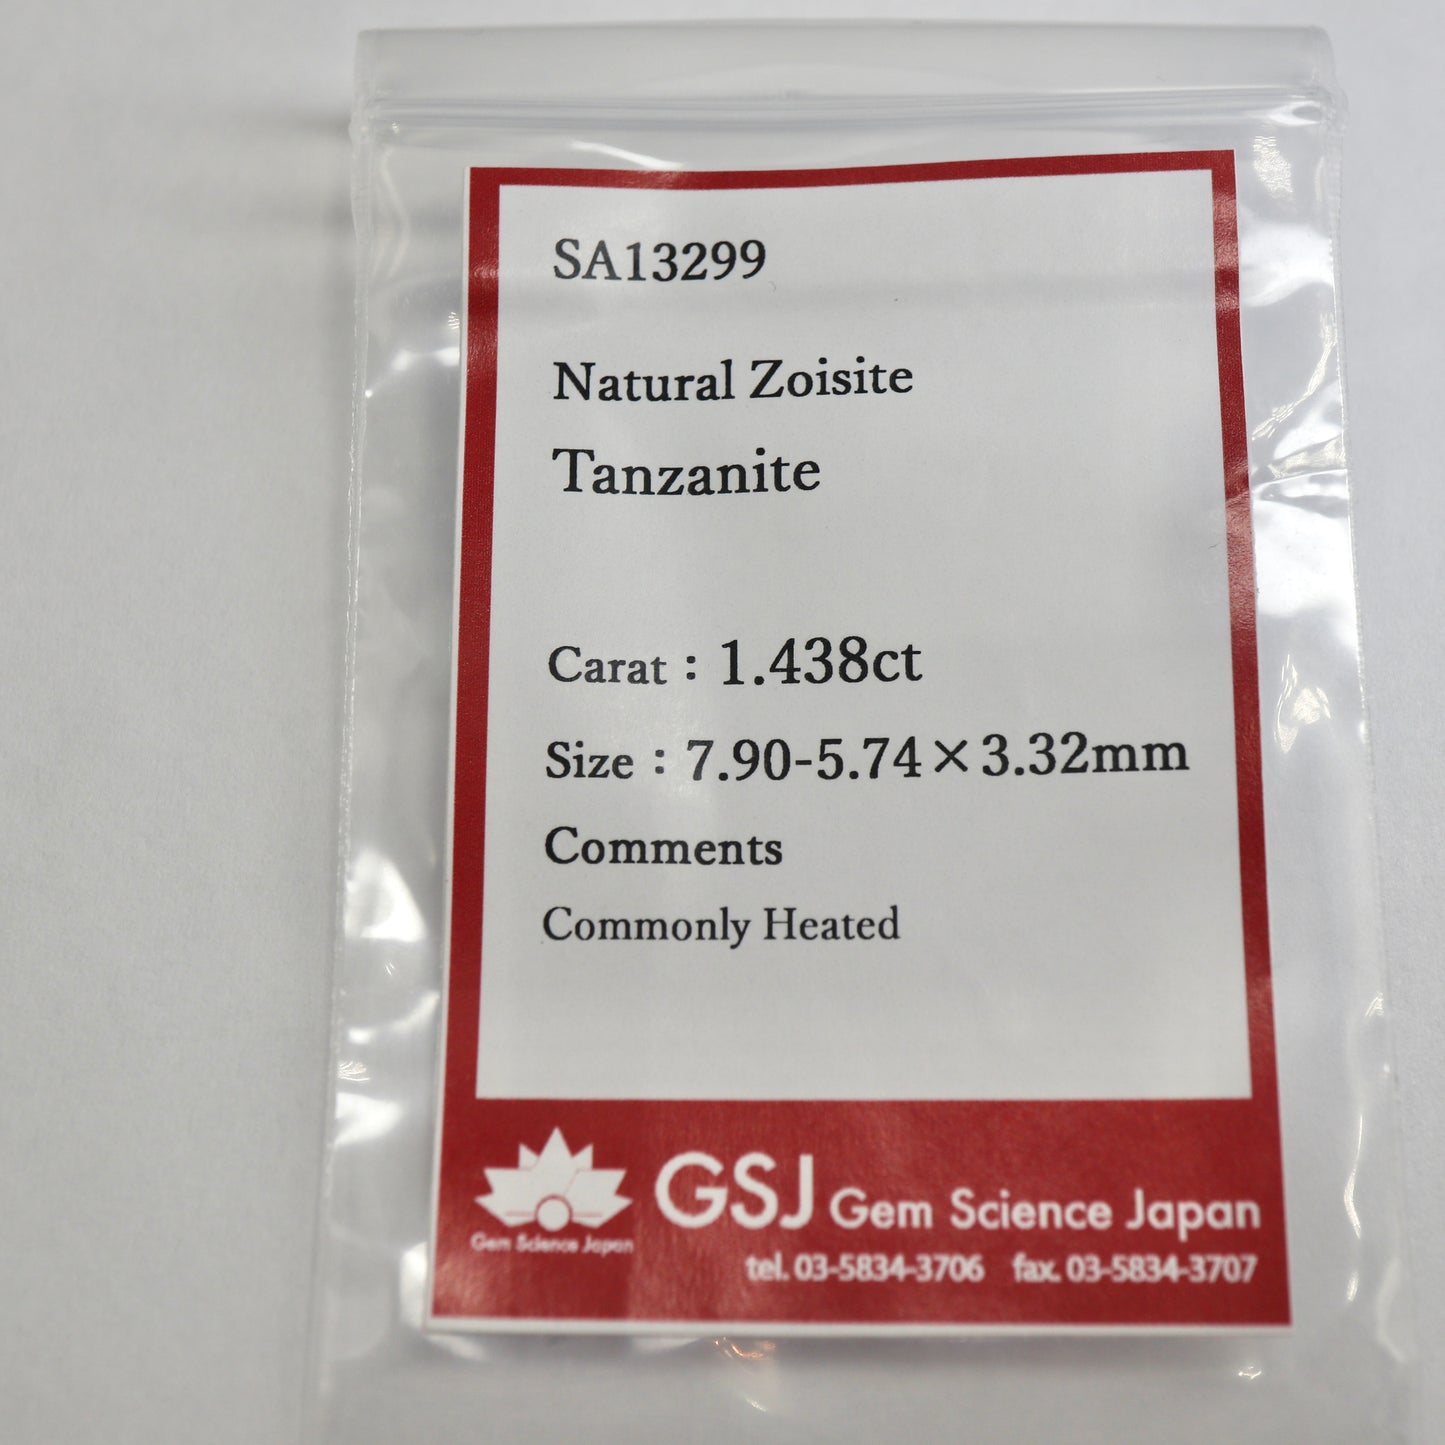 SA13299
Natural Zoisite
Tanzanite
Carat : 1.438ct
Size : 7.90-5.74×3.32mm
Comments
Commonly Heated
GSJ Gem Science Japan
Gem Science Japan
tel. 03-5834-3706 fax. 03-5834-3707